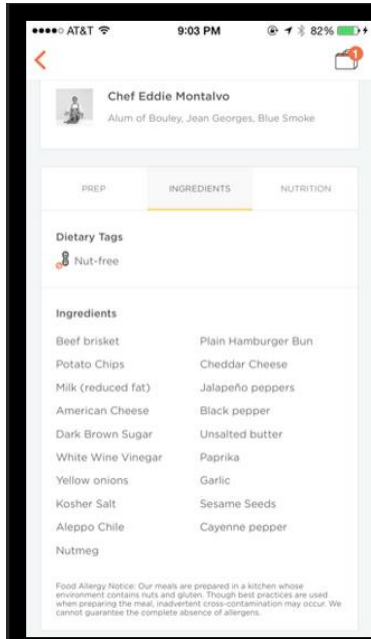 AT&T 9:03 PM 82%
1
Chef Eddie Montalvo
Alum of Bouley, Jean Georges, Blue Smoke
PREP INGREDIENTS NUTRITION
Dietary Tags
Nut-free
Ingredients
Beef brisket Plain Hamburger Bun
Potato Chips Cheddar Cheese
Milk (reduced fat) Jalapeño peppers
American Cheese Black pepper
Dark Brown Sugar Unsalted butter
White Wine Vinegar Paprika
Yellow onions Garlic
Kosher Salt Sesame Seeds
Aleppo Chile Cayenne pepper
Nutmeg
Food Allergy Notice: Our meals are prepared in a kitchen whose
environment contains nuts and gluten. Though best practices are used
when preparing the meal, inadvertent cross-contamination may occur. We
cannot guarantee the complete absence of allergens.